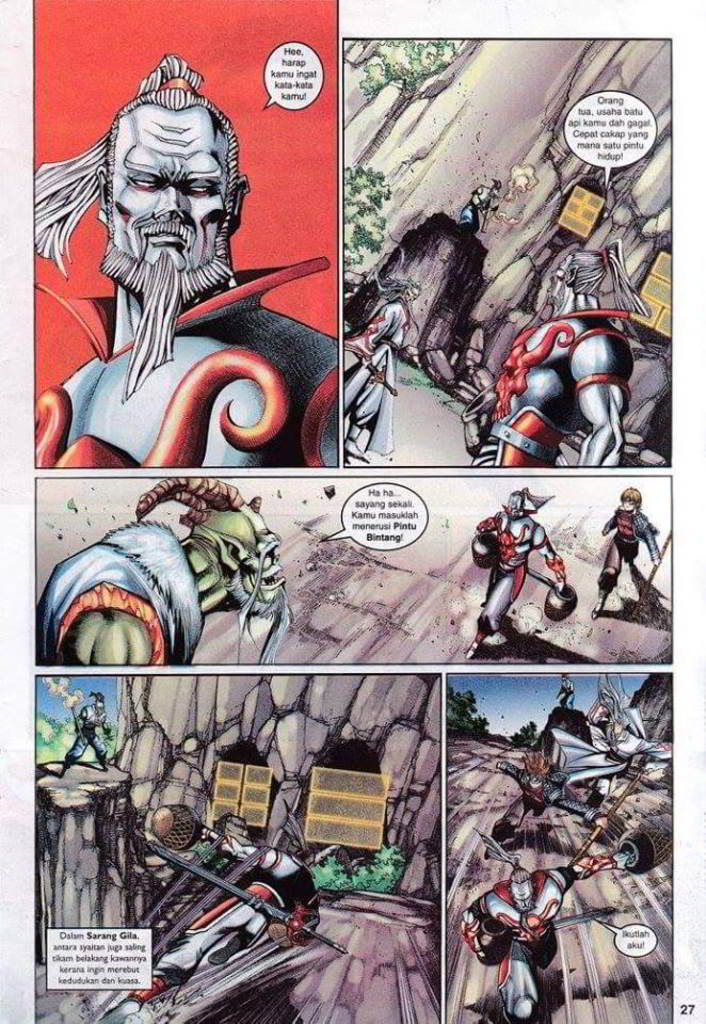 Hee,
harap
kamu ingat
kata-kata
kamu!
Orang
tua, usaha batu
api kamu dah gagal.
Cepat cakap yang
mana satu pintu
hidup!
Ha ha...
sayang sekali.
Kamu masuklah
menerusi Pintu
Bintang!
Dalam Sarang Gila,
antara syaitan juga saling
tikam belakang kawannya
kerana ingin merebut
kedudukan dan kuasa.
Ikutlah
aku!
27